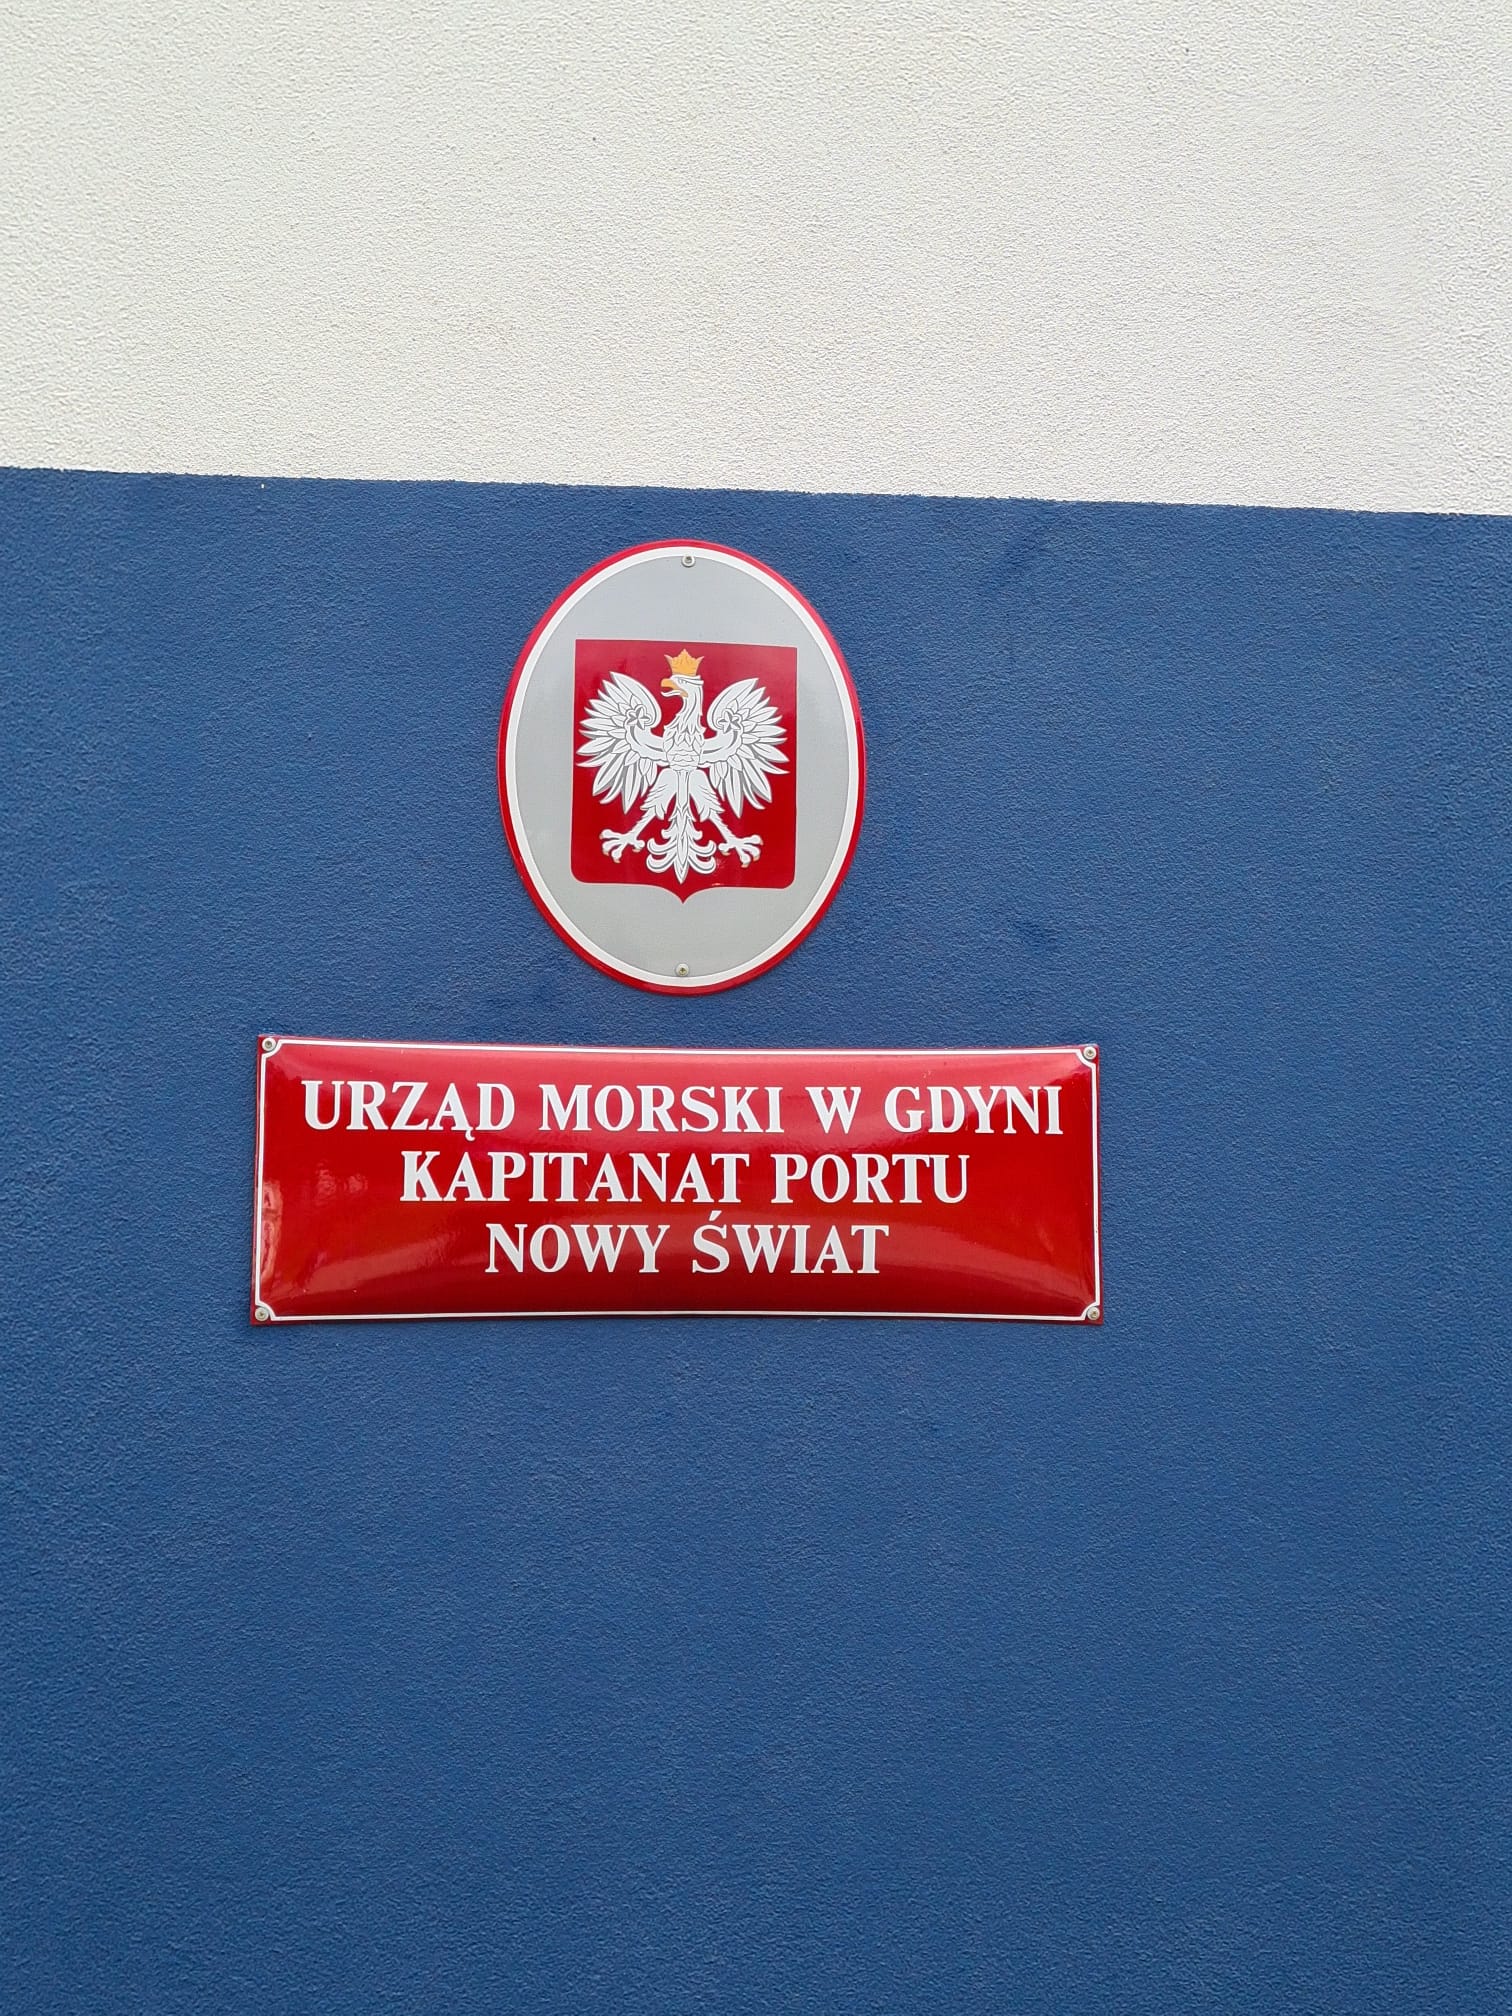 URZĄD MORSKI W GDYNI
KAPITANAT PORTU
NOWY ŚWIAT